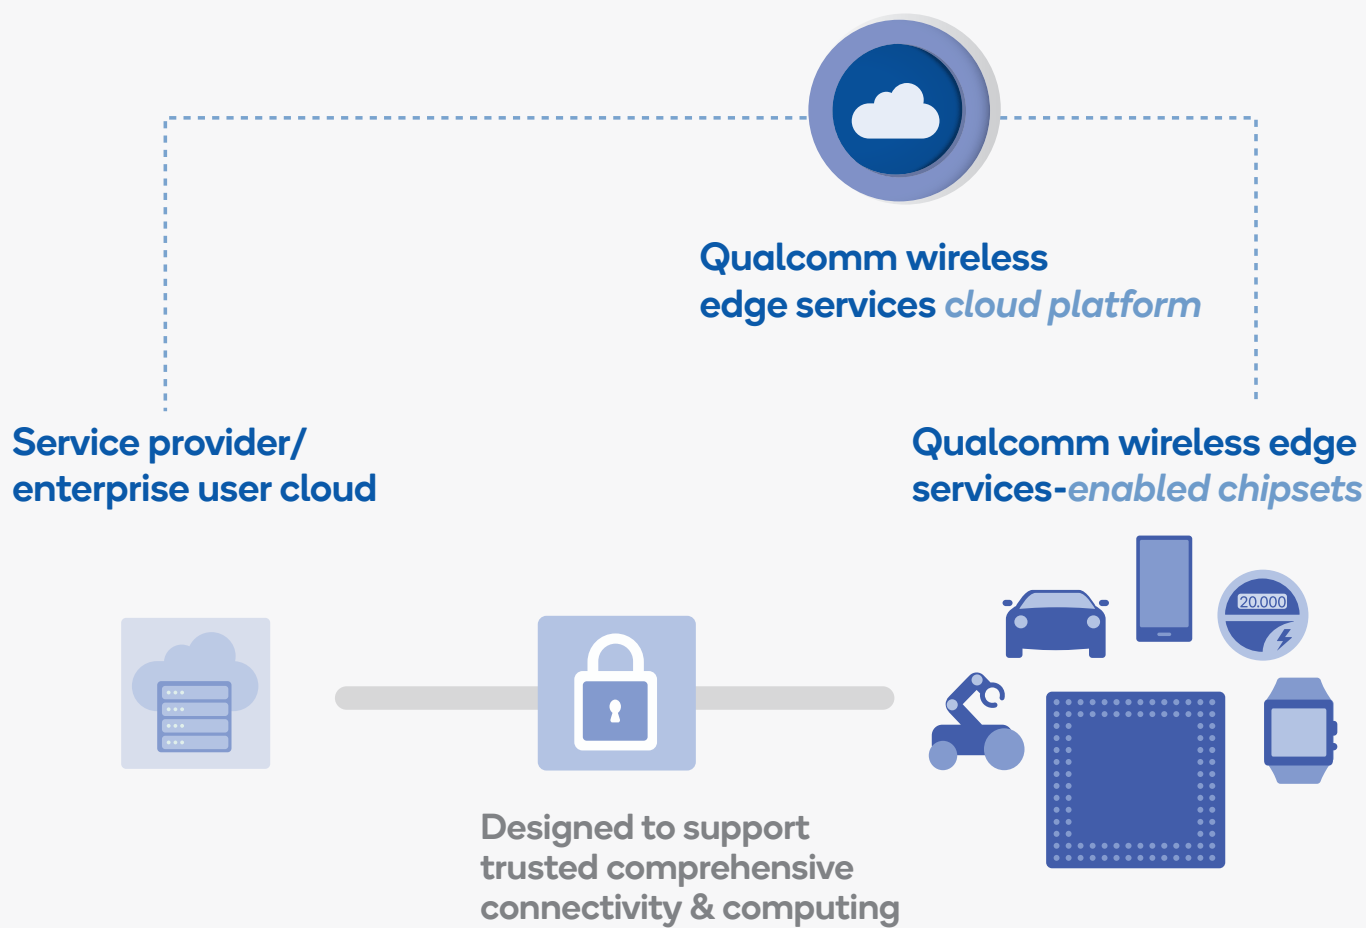 Qualcomm wireless
edge services cloud platform
Service provider/
enterprise user cloud
Qualcomm wireless edge
services-enabled chipsets
20.000
Designed to support
trusted comprehensive
connectivity & computing